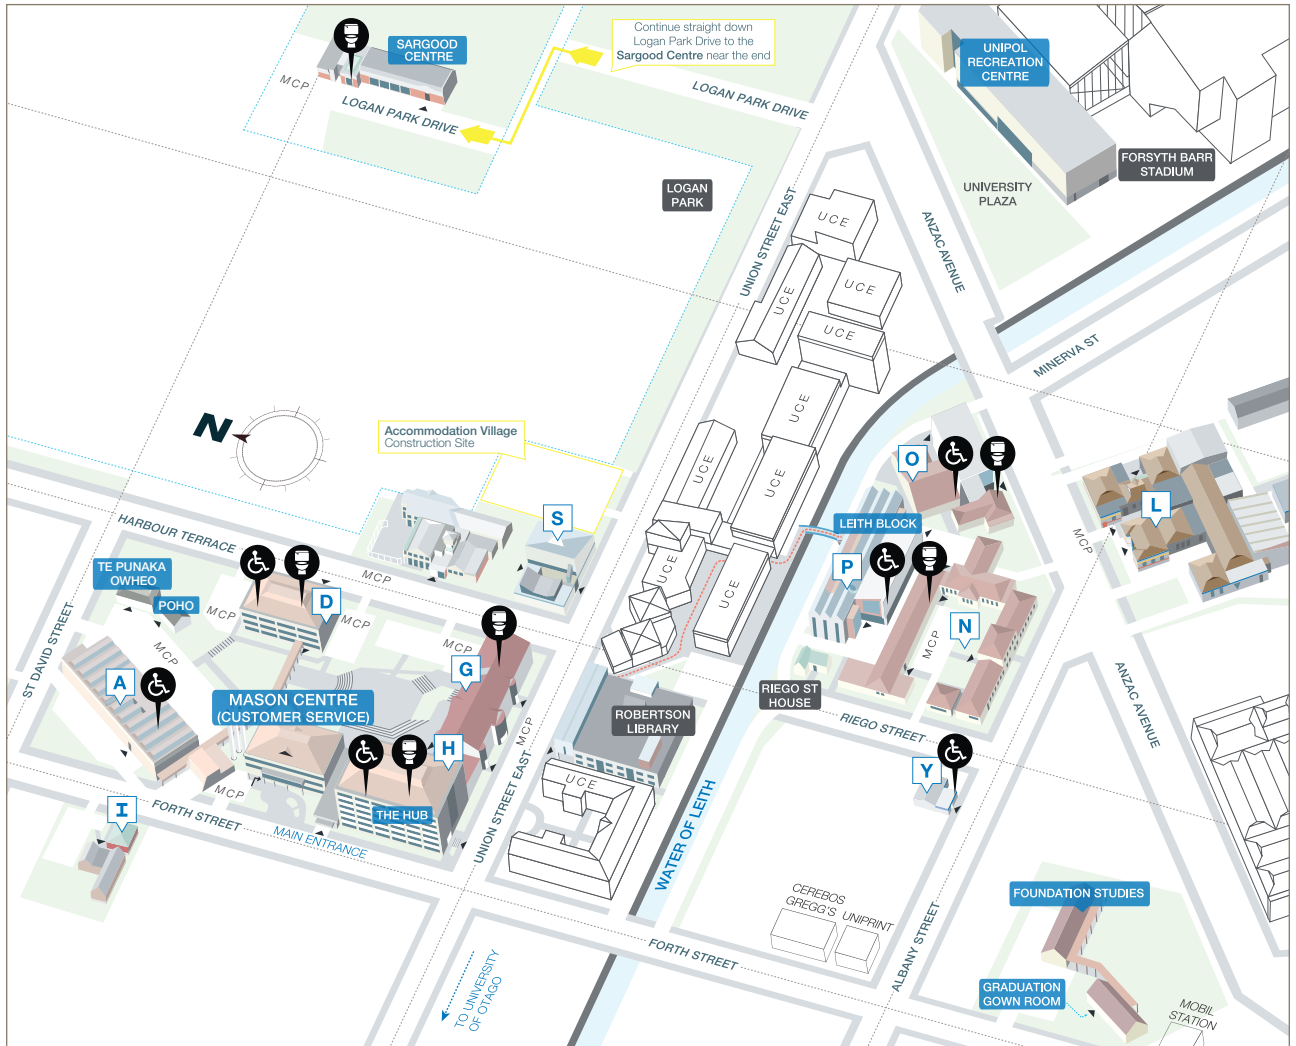 SARGOOD
CENTRE
MCP
LOGAN PARK DRIVE
Continue straight down
Logan Park Drive to the
Sargood Centre near the end
LOGAN PARK DRIVE
UNIPOL
RECREATION
CENTRE
FORSYTH BARR
STADIUM
UNIVERSITY
PLAZA
LOGAN
PARK
UNION STREET EAST
ANZAC AVENUE
MINERVA ST
UCE
UCE
UCE
UCE
UCE
UCE
UCE
UCE
UCE
N
Accommodation Village
Construction Site
S
O
LEITH BLOCK
P
L
MCP
N
MCP
HARBOUR TERRACE
MCP
TE PUNAKA
OWHEO
POHO
MCP
D
MCP
MCP
ST DAVID STREET
A
MCP
G
MASON CENTRE
(CUSTOMER SERVICE)
H
MCP
THE HUB
MCP
I
FORTH STREET
MAIN ENTRANCE
UNION STREET EAST
ROBERTSON
LIBRARY
UCE
RIEGO ST
HOUSE
RIEGO STREET
Y
ANZAC AVENUE
WATER OF LEITH
CEREBOS
GREGG'S
UNIPRINT
FORTH STREET
ALBANY STREET
FOUNDATION STUDIES
GRADUATION
GOWN ROOM
MOBIL
STATION
TO UNIVERSITY
OF OTAGO